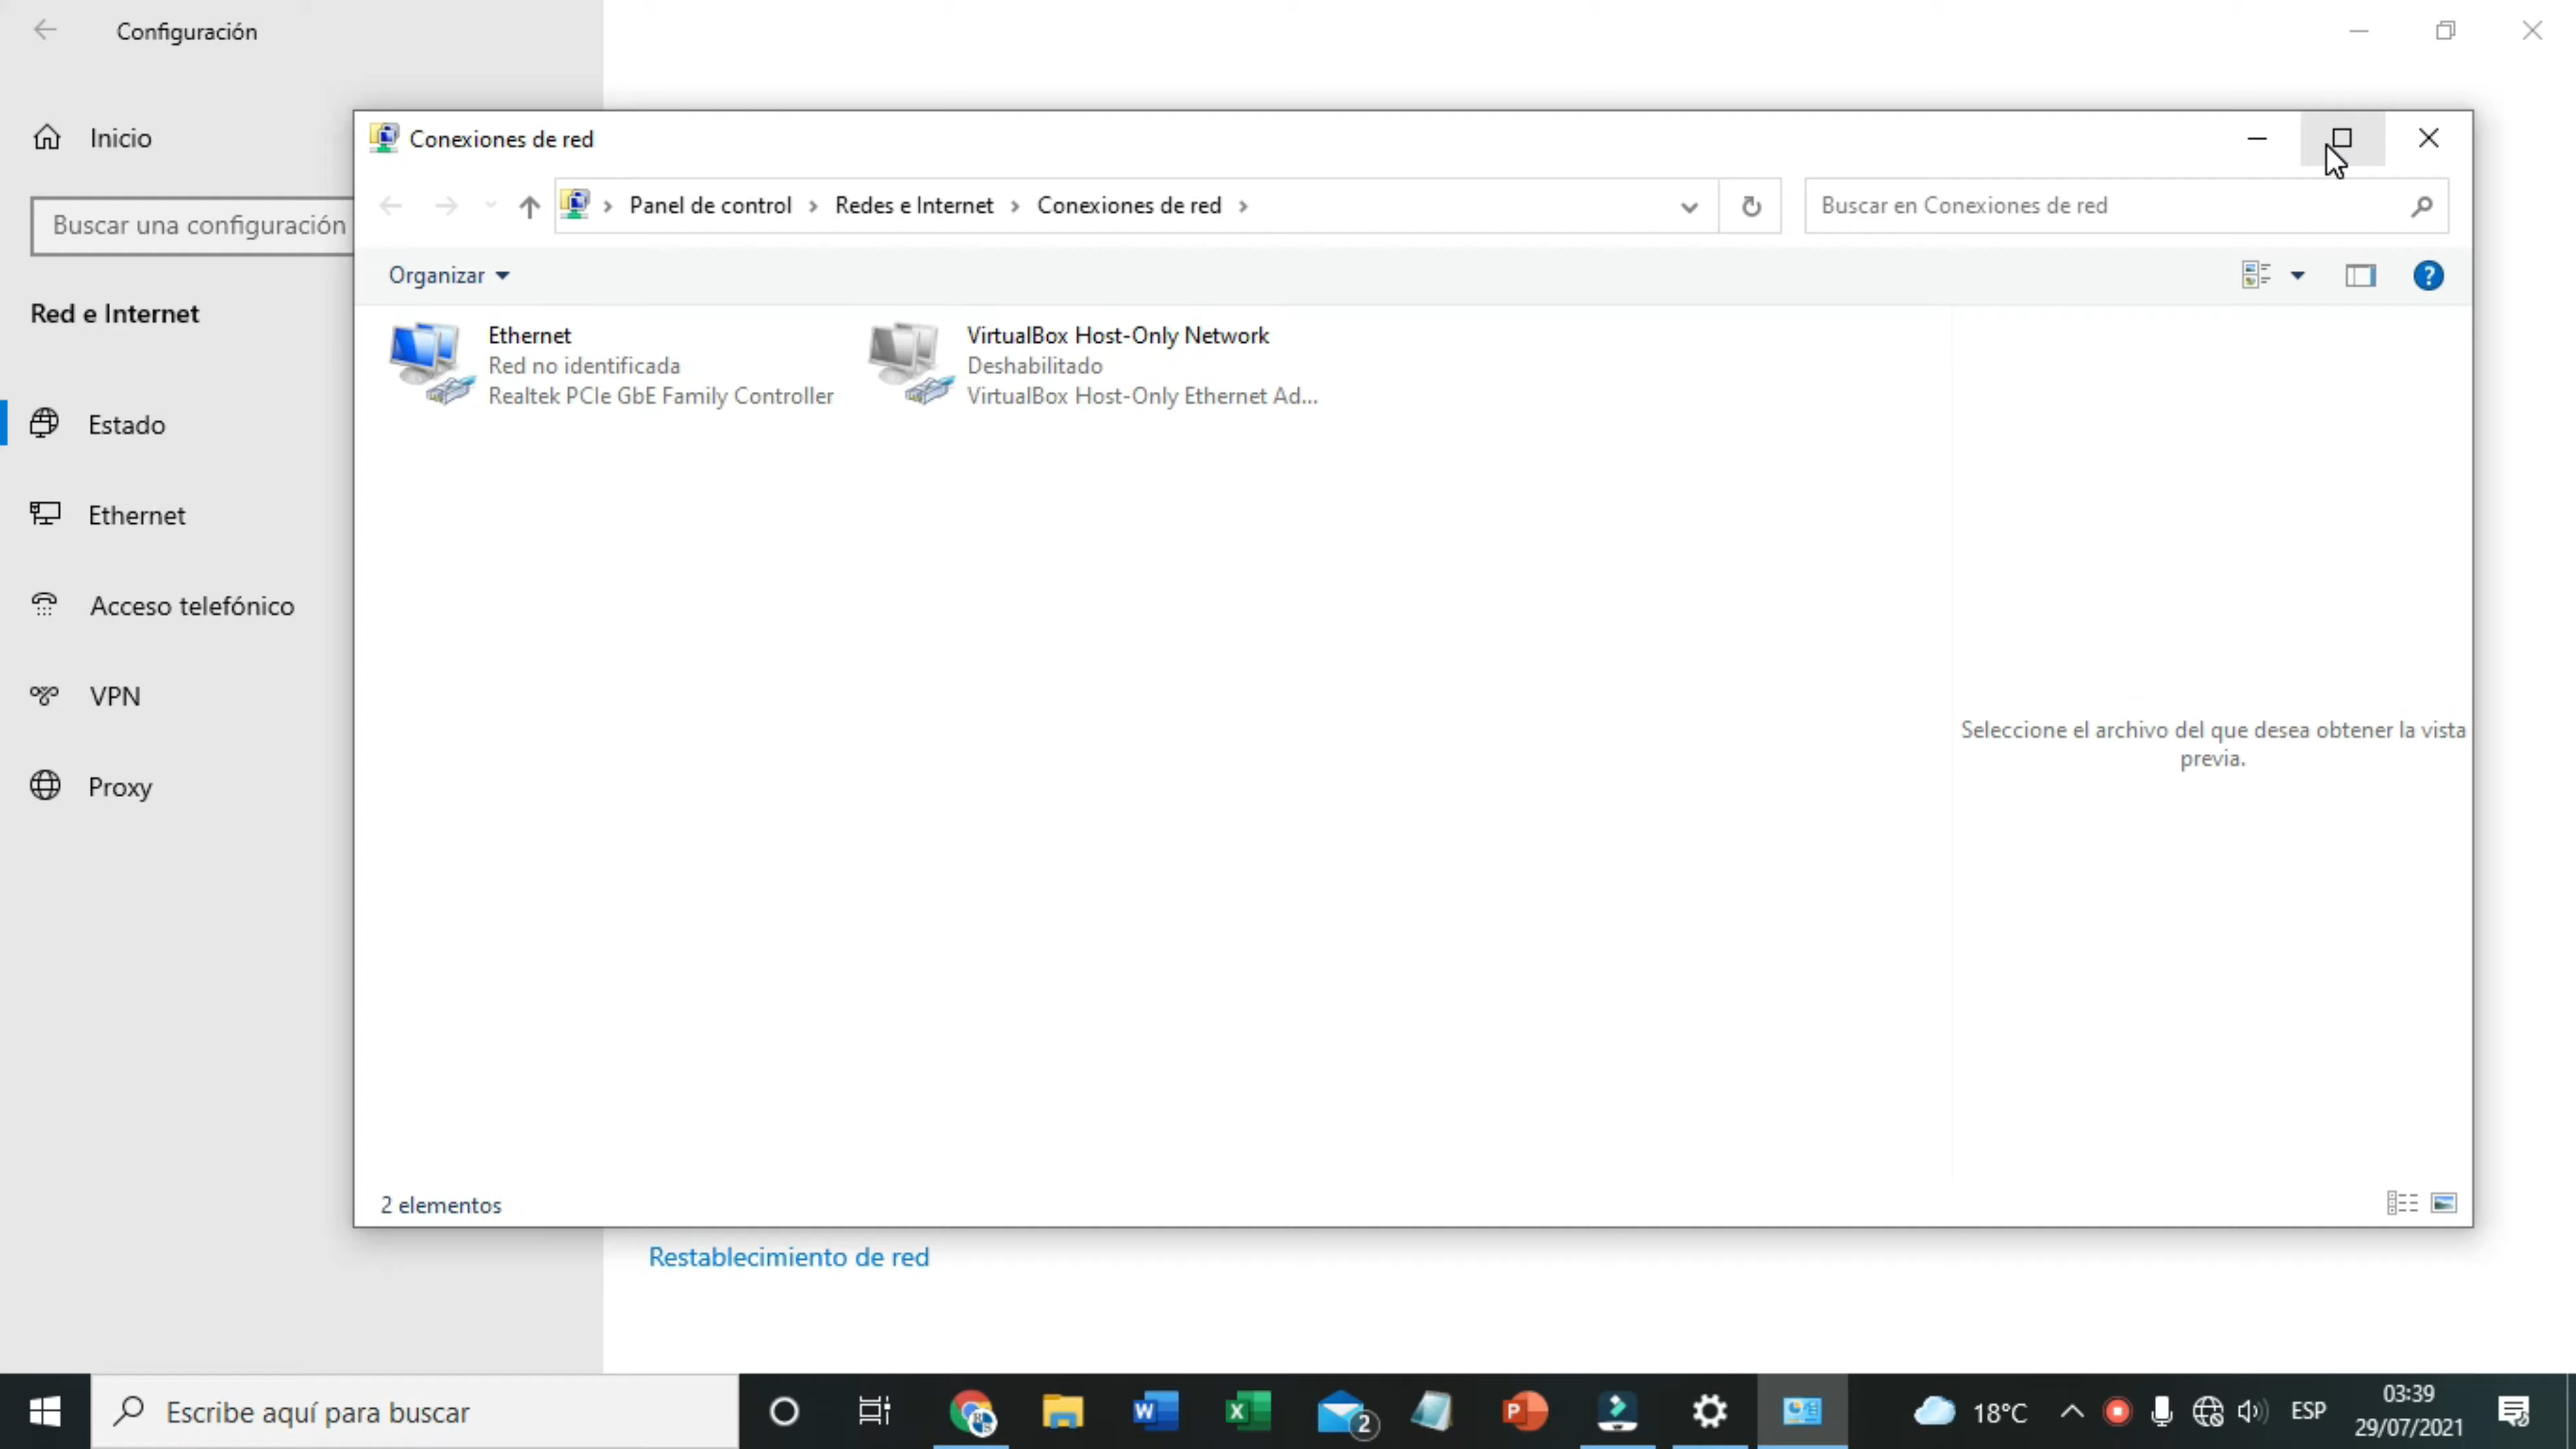 Configuración
Inicio
Buscar una configuración
Red e Internet
Estado
Ethernet
Acceso telefónico
VPN
Proxy
Conexiones de red
Panel de control
Redes e Internet
Conexiones de red
Buscar en Conexiones de red
Organizar
Ethernet
Red no identificada
Realtek PCIe GbE Family Controller
VirtualBox Host-Only Network
Deshabilitado
VirtualBox Host-Only Ethernet Ad...
Seleccione el archivo del que desea obtener la vista
previa.
2 elementos
Restablecimiento de red
Escribe aquí para buscar
2
18°C
ESP
03:39
29/07/2021